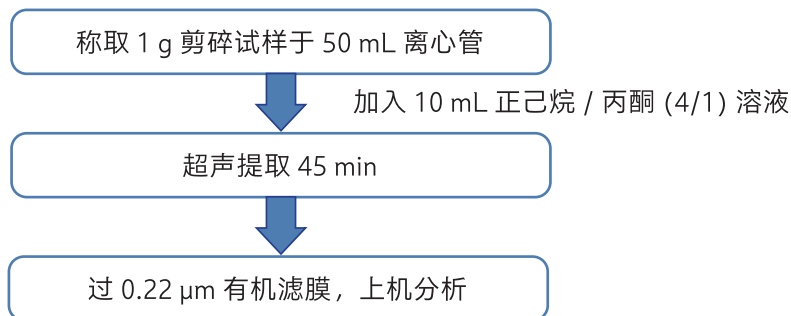 称取 1 g 剪碎试样于 50 mL 离心管
加入 10 mL 正己烷 / 丙酮 (4/1) 溶液
超声提取 45 min
过 0.22 μm 有机滤膜，上机分析